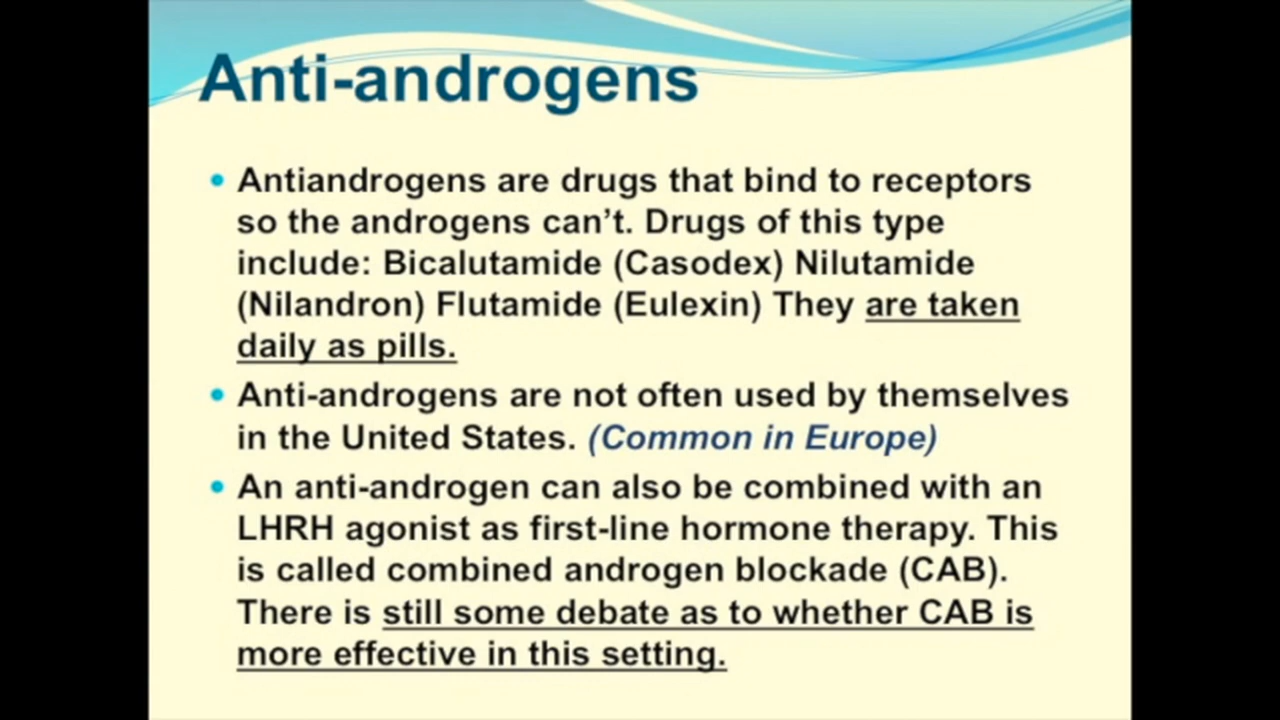 Anti-androgens
• Antiandrogens are drugs that bind to receptors
so the androgens can’t. Drugs of this type
include: Bicalutamide (Casodex) Nilutamide
(Nilandron) Flutamide (Eulexin) They are taken
daily as pills.
• Anti-androgens are not often used by themselves
in the United States. (Common in Europe)
• An anti-androgen can also be combined with an
LHRH agonist as first-line hormone therapy. This
is called combined androgen blockade (CAB).
There is still some debate as to whether CAB is
more effective in this setting.